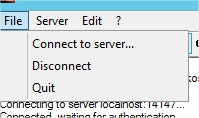 File Server Edit ?
Connect to server...
Disconnect
Quit
Connecting to server localhost:14147...
Connected, waiting for authentication